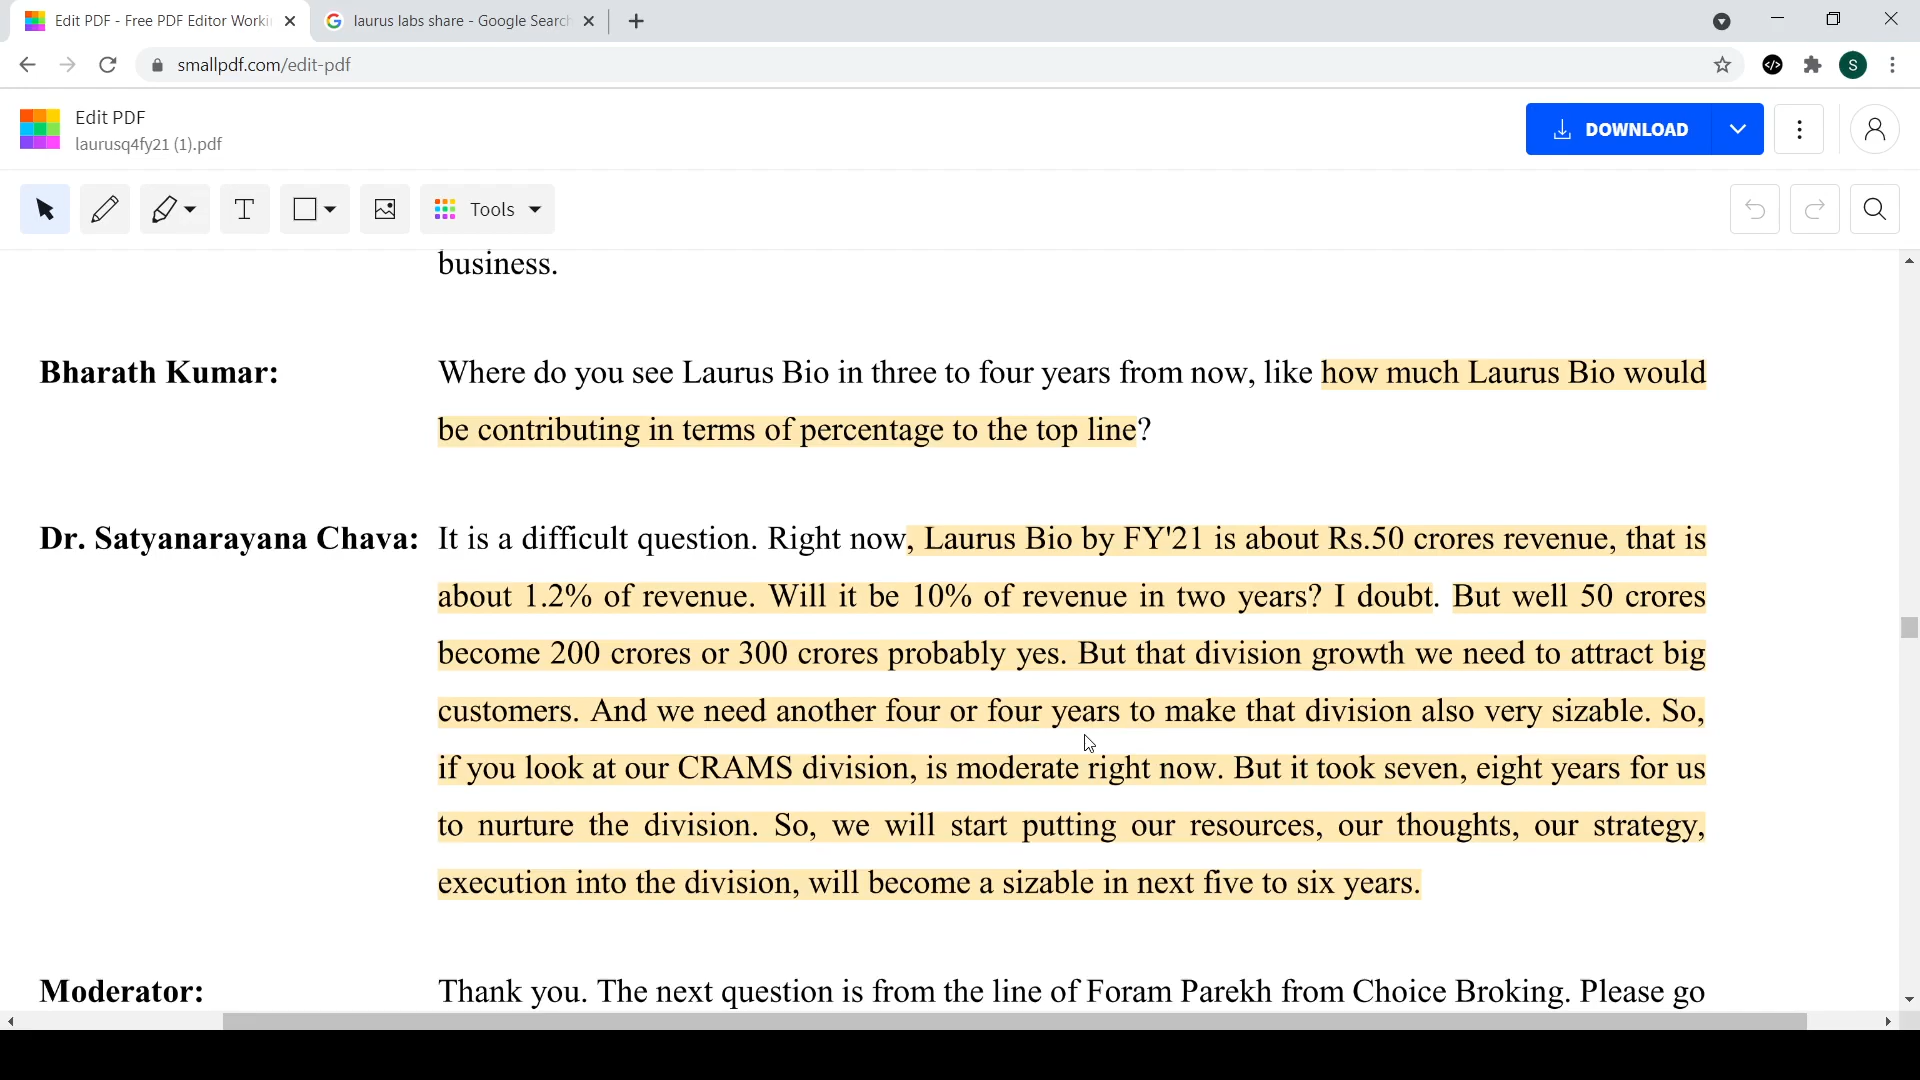 Edit PDF - Free PDF Editor Worki
laurus labs share - Google Search
smallpdf.com/edit-pdf
S
Edit PDF
laurusq4fy21 (1).pdf
DOWNLOAD
T
Tools
business.
Bharath Kumar: Where do you see Laurus Bio in three to four years from now, like how much Laurus Bio would
be contributing in terms of percentage to the top line?
Dr. Satyanarayana Chava: It is a difficult question. Right now, Laurus Bio by FY'21 is about Rs.50 crores revenue, that is
about 1.2% of revenue. Will it be 10% of revenue in two years? I doubt. But well 50 crores
become 200 crores or 300 crores probably yes. But that division growth we need to attract big
customers. And we need another four or four years to make that division also very sizable. So,
if you look at our CRAMS division, is moderate right now. But it took seven, eight years for us
to nurture the division. So, we will start putting our resources, our thoughts, our strategy,
execution into the division, will become a sizable in next five to six years.
Moderator: Thank you. The next question is from the line of Foram Parekh from Choice Broking. Please go